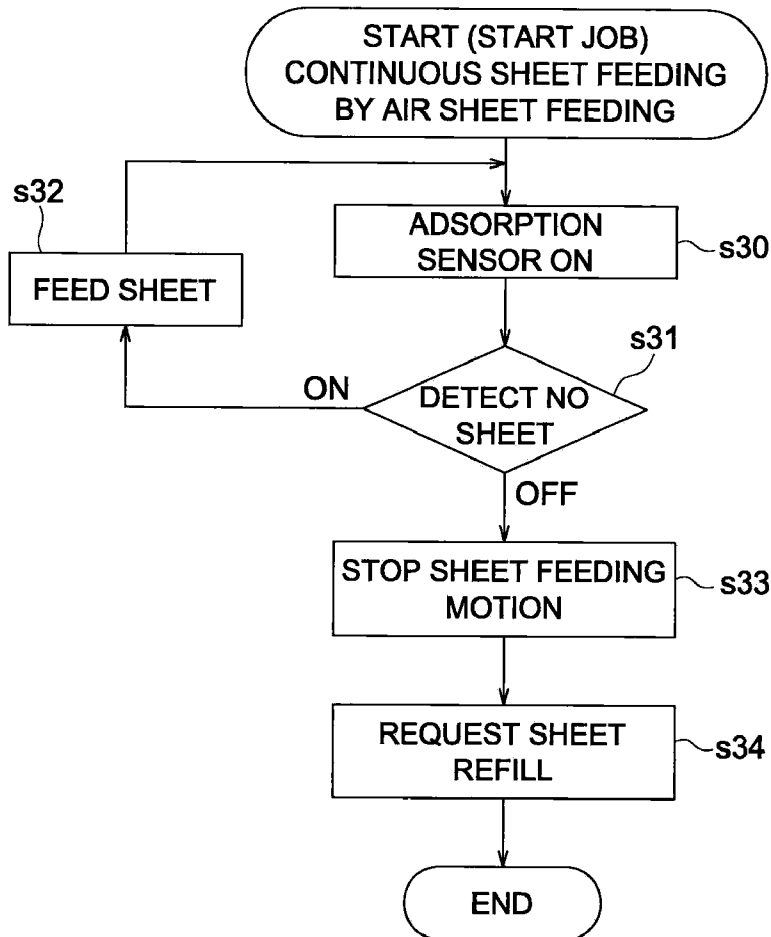 START (START JOB)
CONTINUOUS SHEET FEEDING
BY AIR SHEET FEEDING
s32
ADSORPTION
SENSOR ON
s30
FEED SHEET
s31
ON
DETECT NO
SHEET
OFF
STOP SHEET FEEDING
MOTION
s33
REQUEST SHEET
REFILL
s34
END